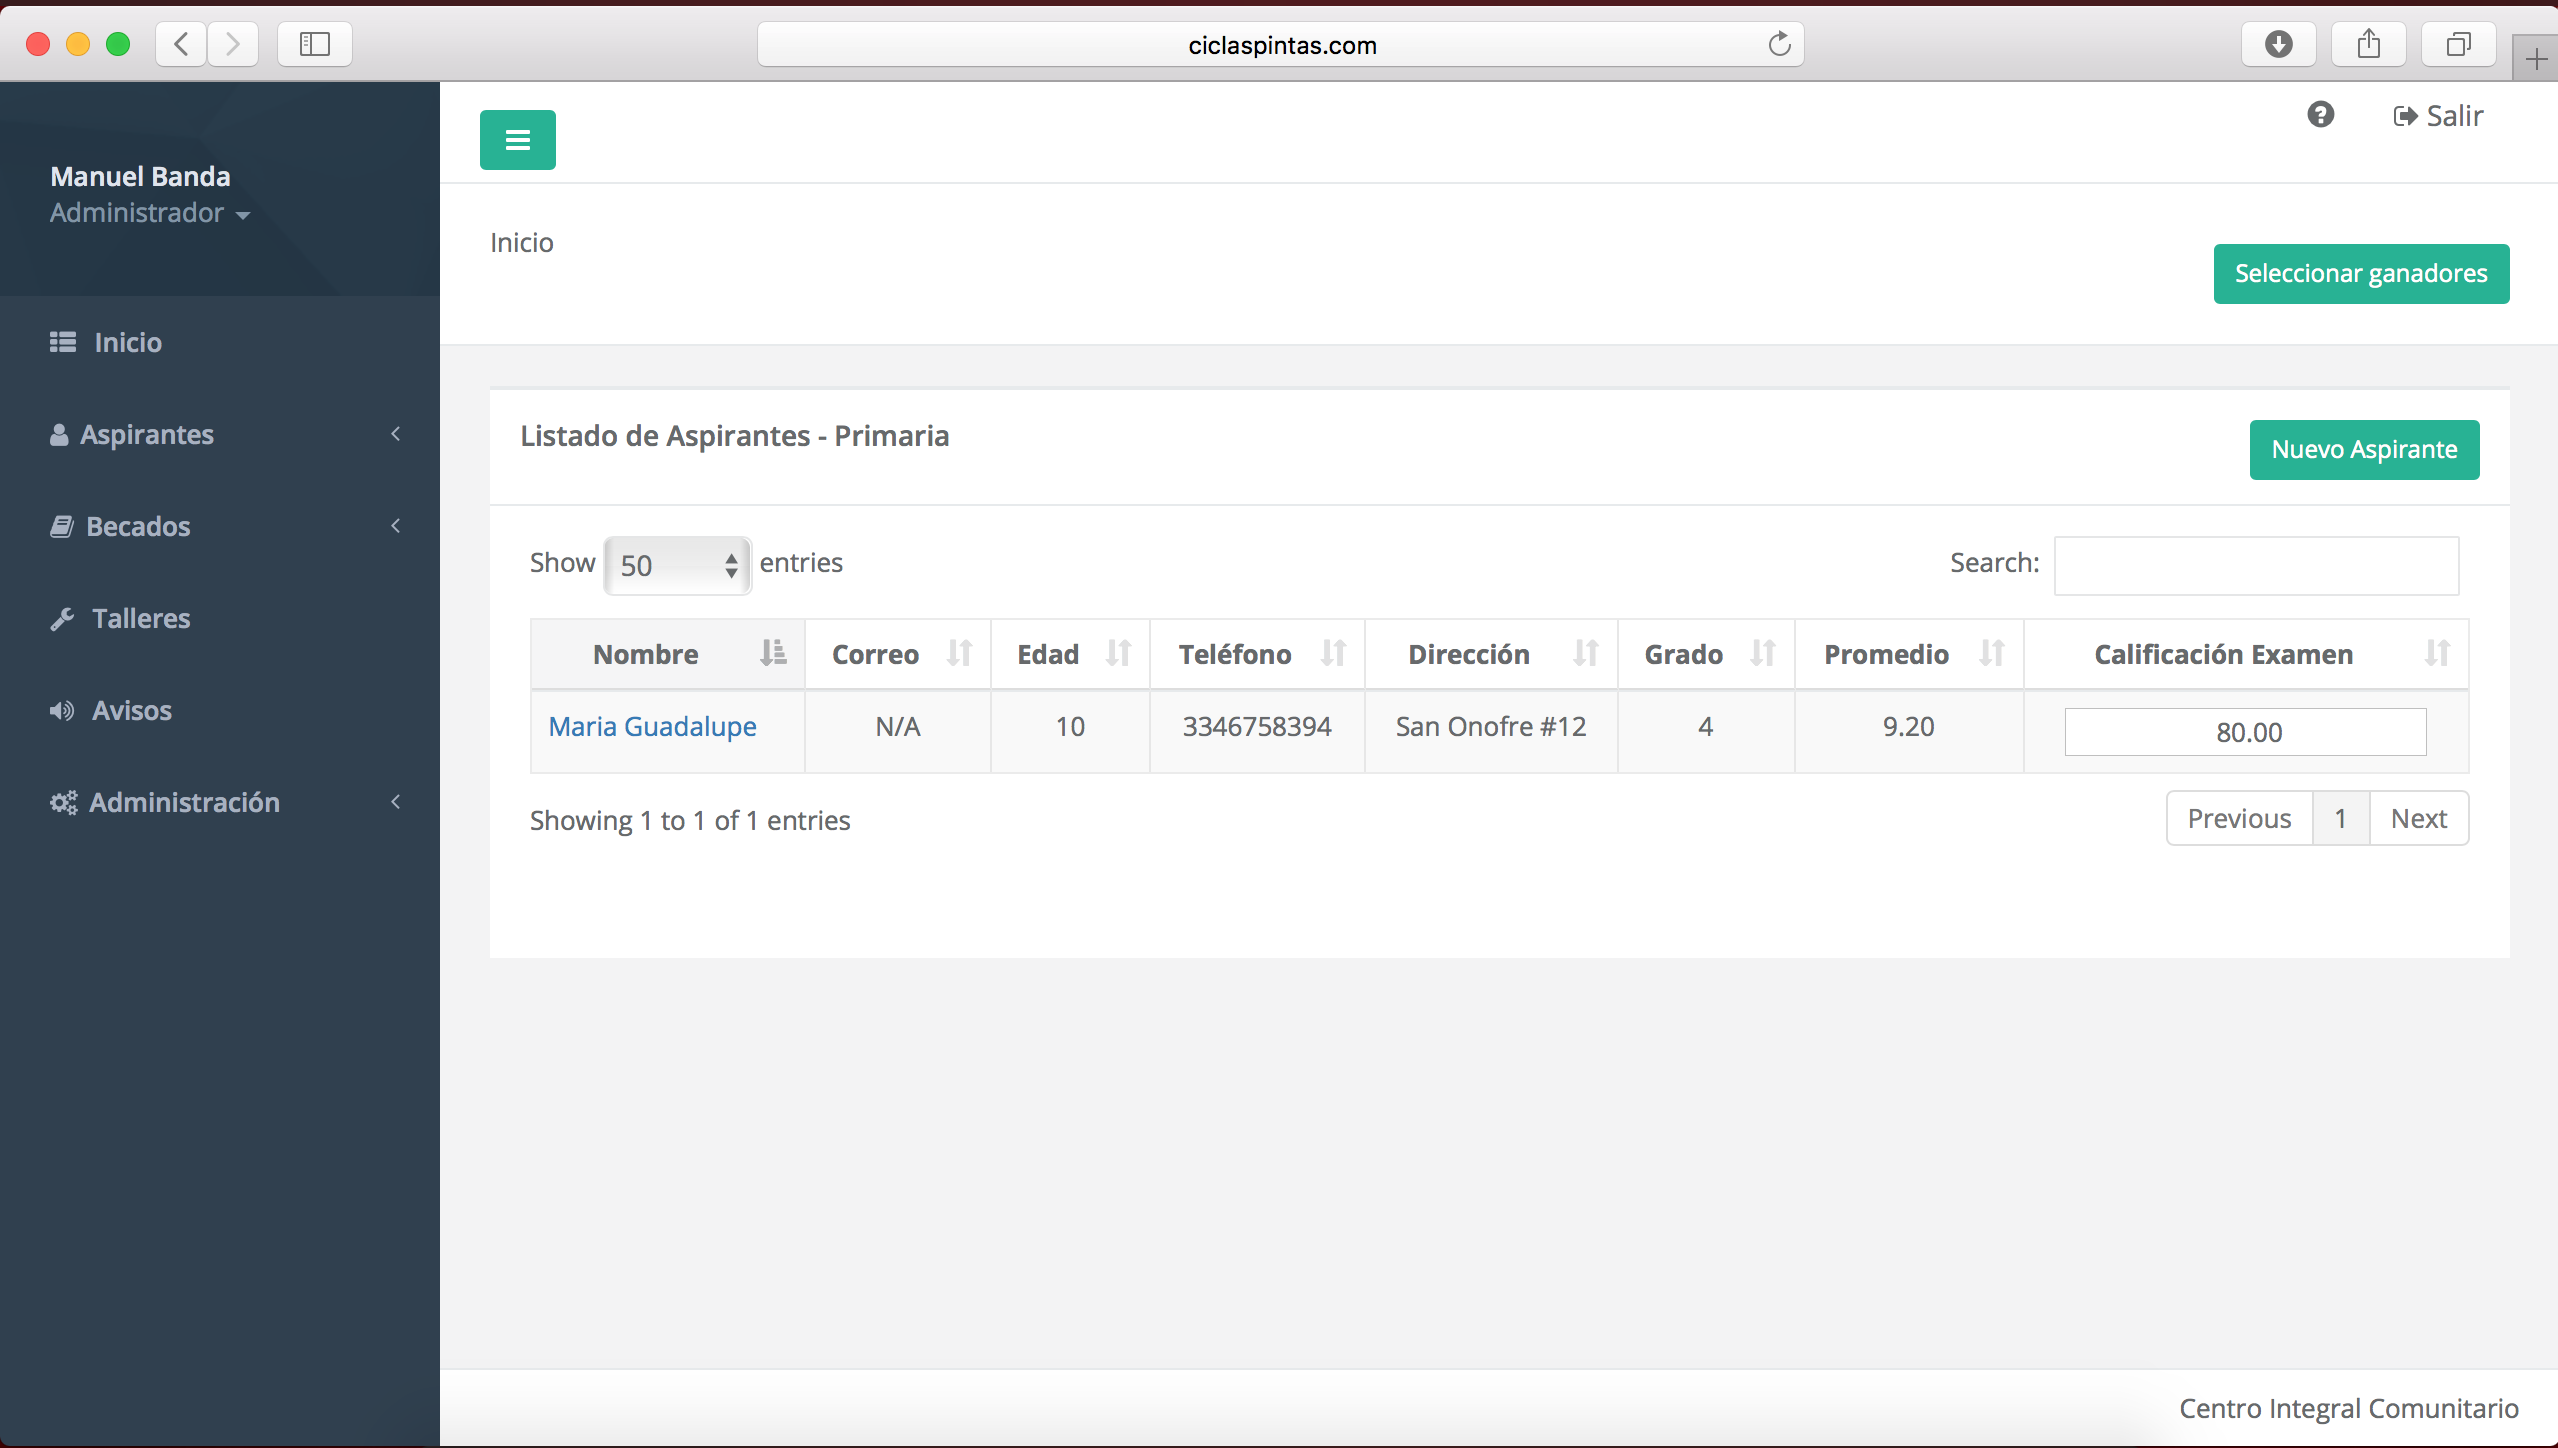 ciclaspintas.com
Salir
Manuel Banda
Administrador
Inicio
Seleccionar ganadores
Inicio
Aspirantes
Becados
Talleres
Avisos
Administración
Listado de Aspirantes - Primaria
Nuevo Aspirante
Show 50 entries
Search:
Nombre Correo Edad Teléfono Dirección Grado Promedio Calificación Examen
Maria Guadalupe N/A 10 3346758394 San Onofre #12 4 9.20 80.00
Showing 1 to 1 of 1 entries
Previous 1 Next
Centro Integral Comunitario